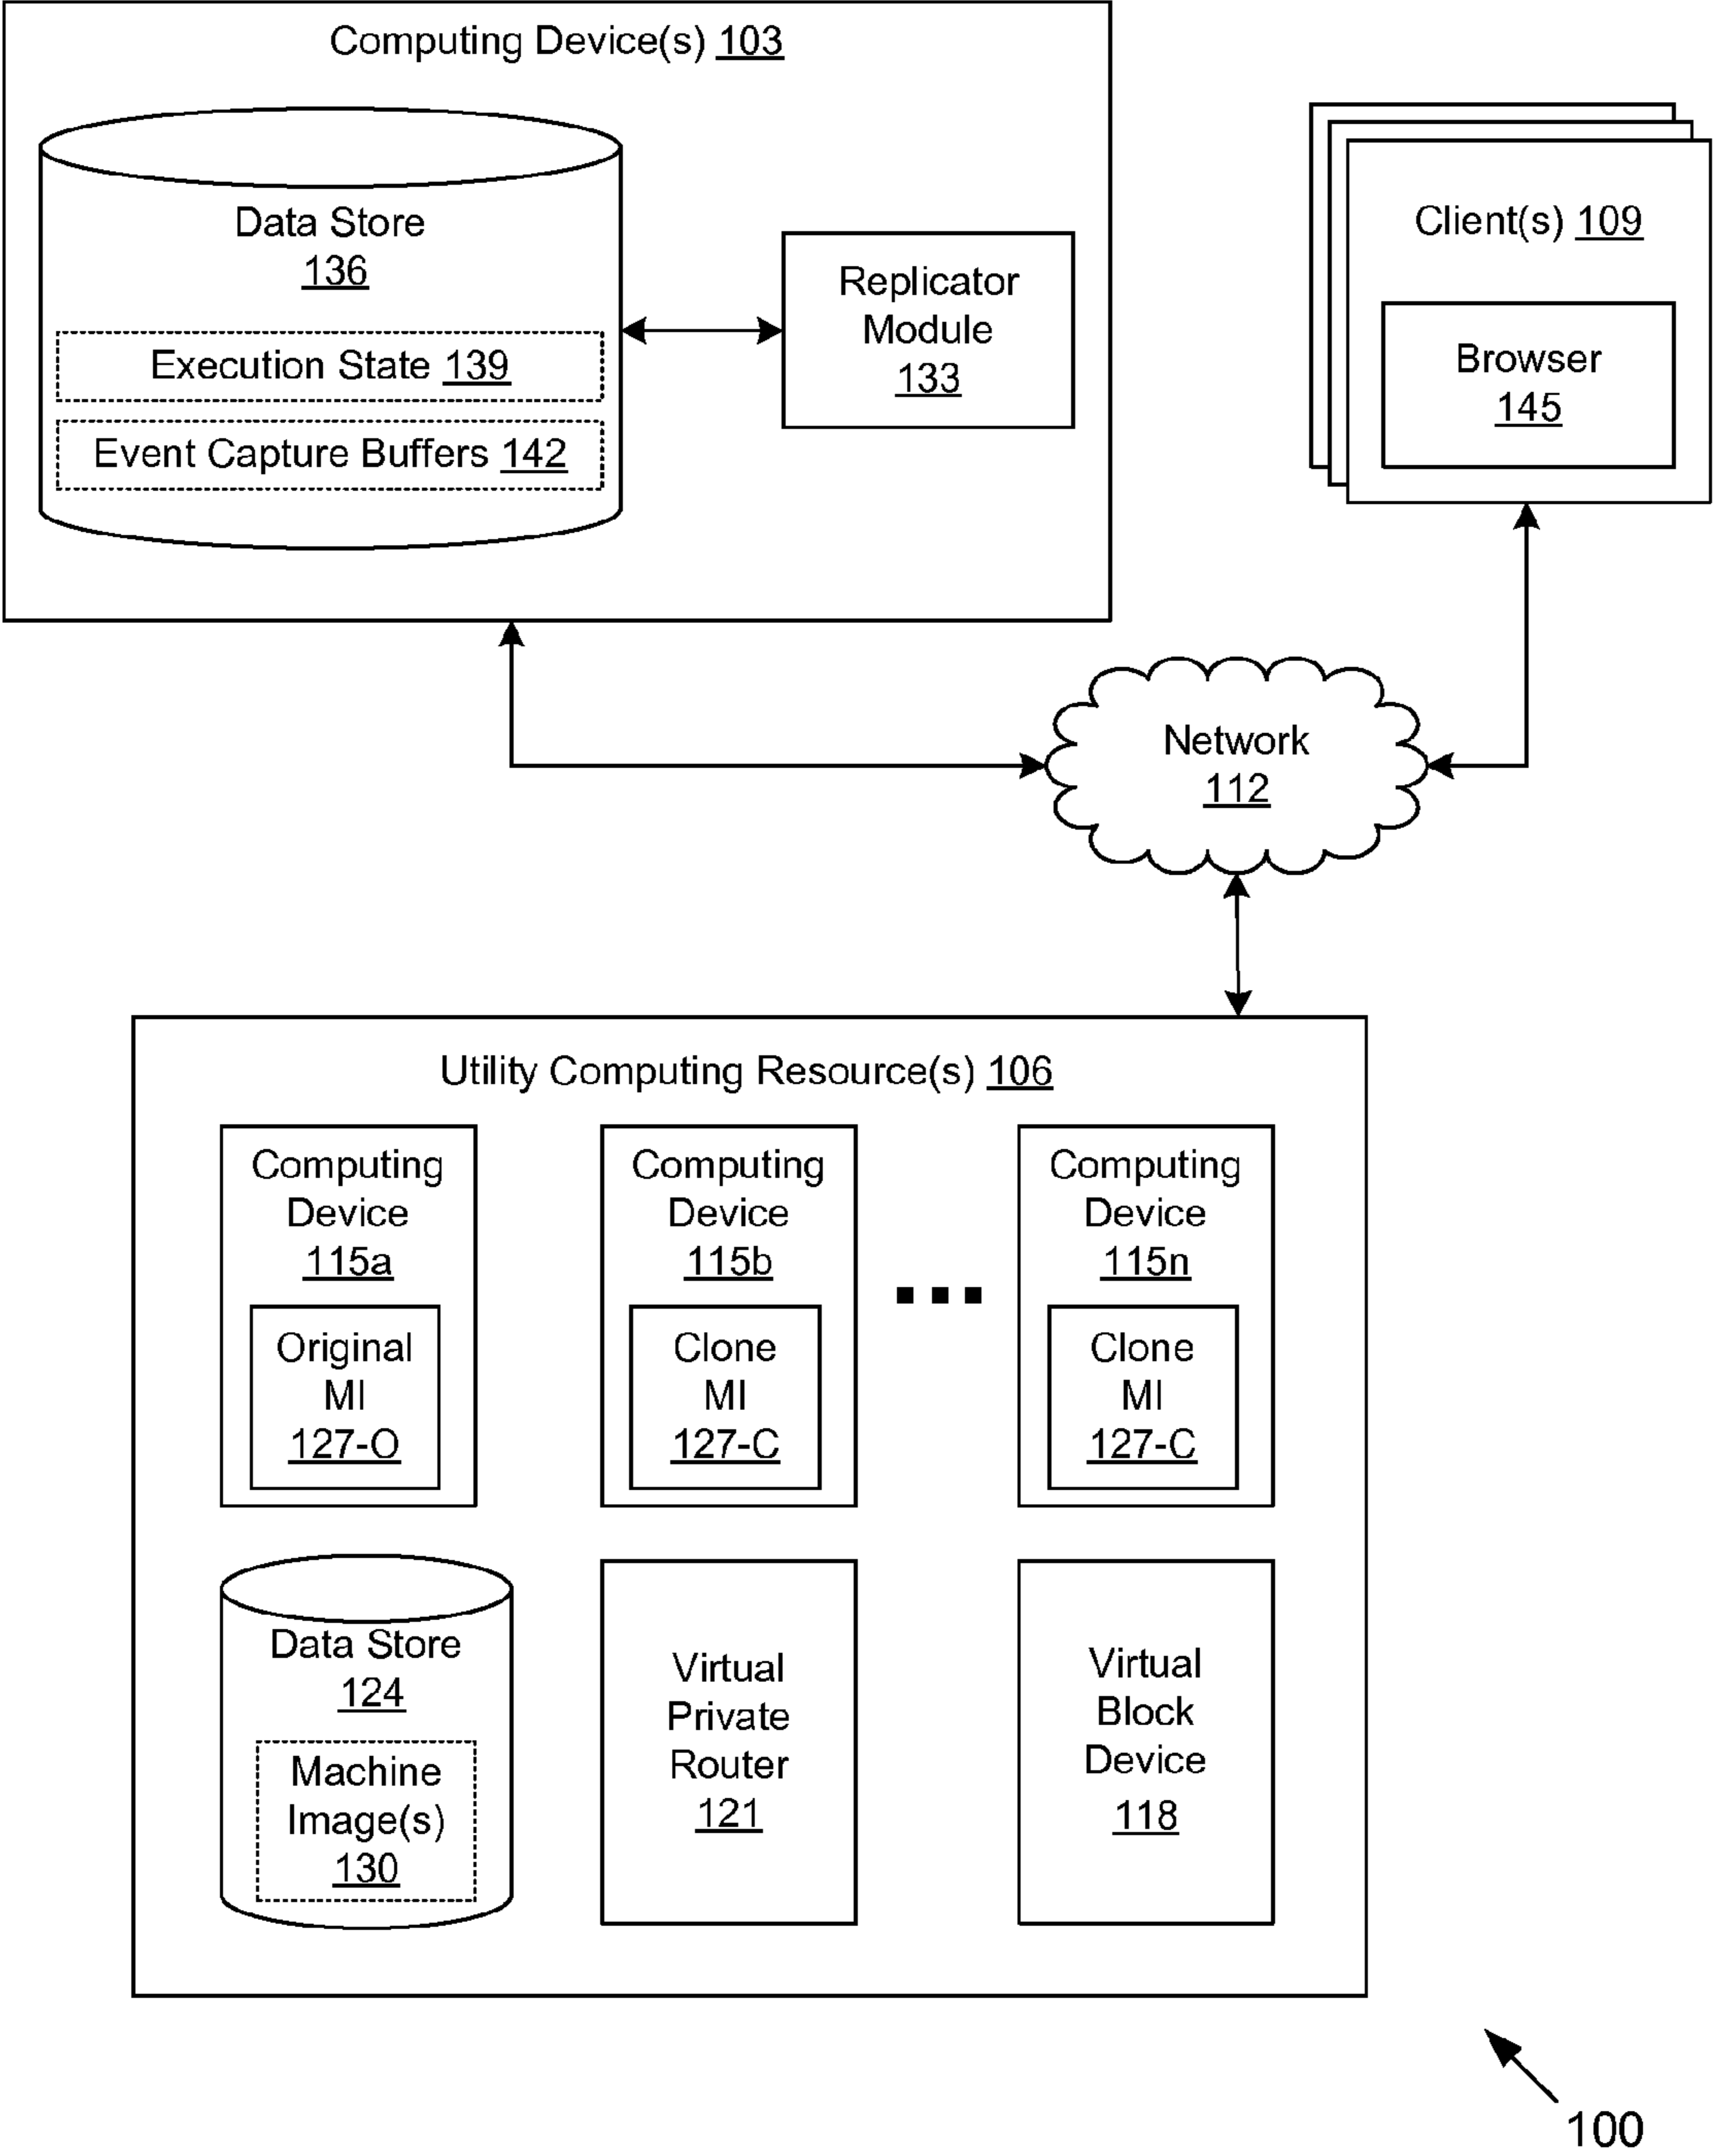 Computing Device(s) 103
Data Store
136
Execution State 139
Event Capture Buffers 142
Replicator
Module
133
Client(s) 109
Browser
145
Network
112
Utility Computing Resource(s) 106
Computing
Device
115a
Original
MI
127-O
Computing
Device
115b
Clone
MI
127-C
Computing
Device
115n
Clone
MI
127-C
Data Store
124
Machine
Image(s)
130
Virtual
Private
Router
121
Virtual
Block
Device
118
100